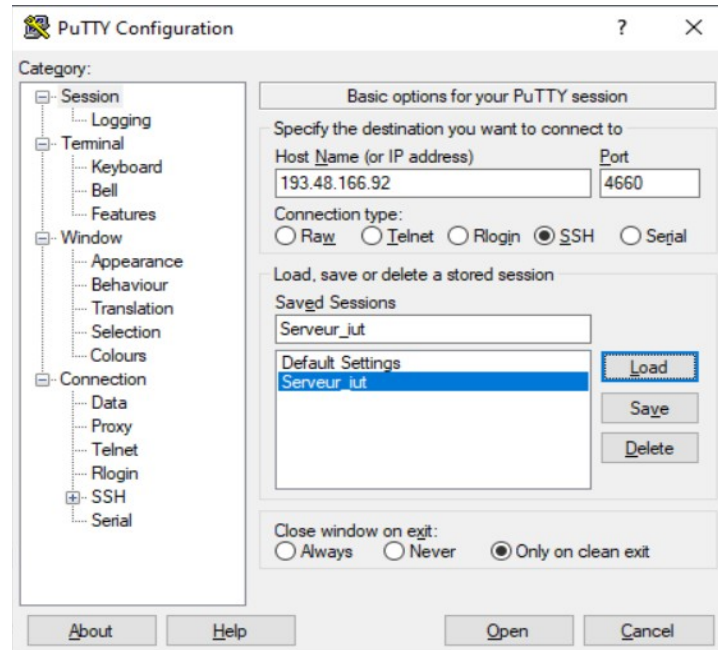 PuTTY Configuration
?
Category:
Session
Logging
Terminal
Keyboard
Bell
Features
Window
Appearance
Behaviour
Translation
Selection
Colours
Connection
Data
Proxy
Telnet
Rlogin
SSH
Serial
Basic options for your PuTTY session
Specify the destination you want to connect to
Host Name (or IP address) Port
193.48.166.92 4660
Connection type:
Raw Telnet Rlogin SSH Serial
Load, save or delete a stored session
Saved Sessions
Serveur_iut
Default Settings
Serveur_iut
Load
Save
Delete
Close window on exit:
Always Never Only on clean exit
About Help Open Cancel